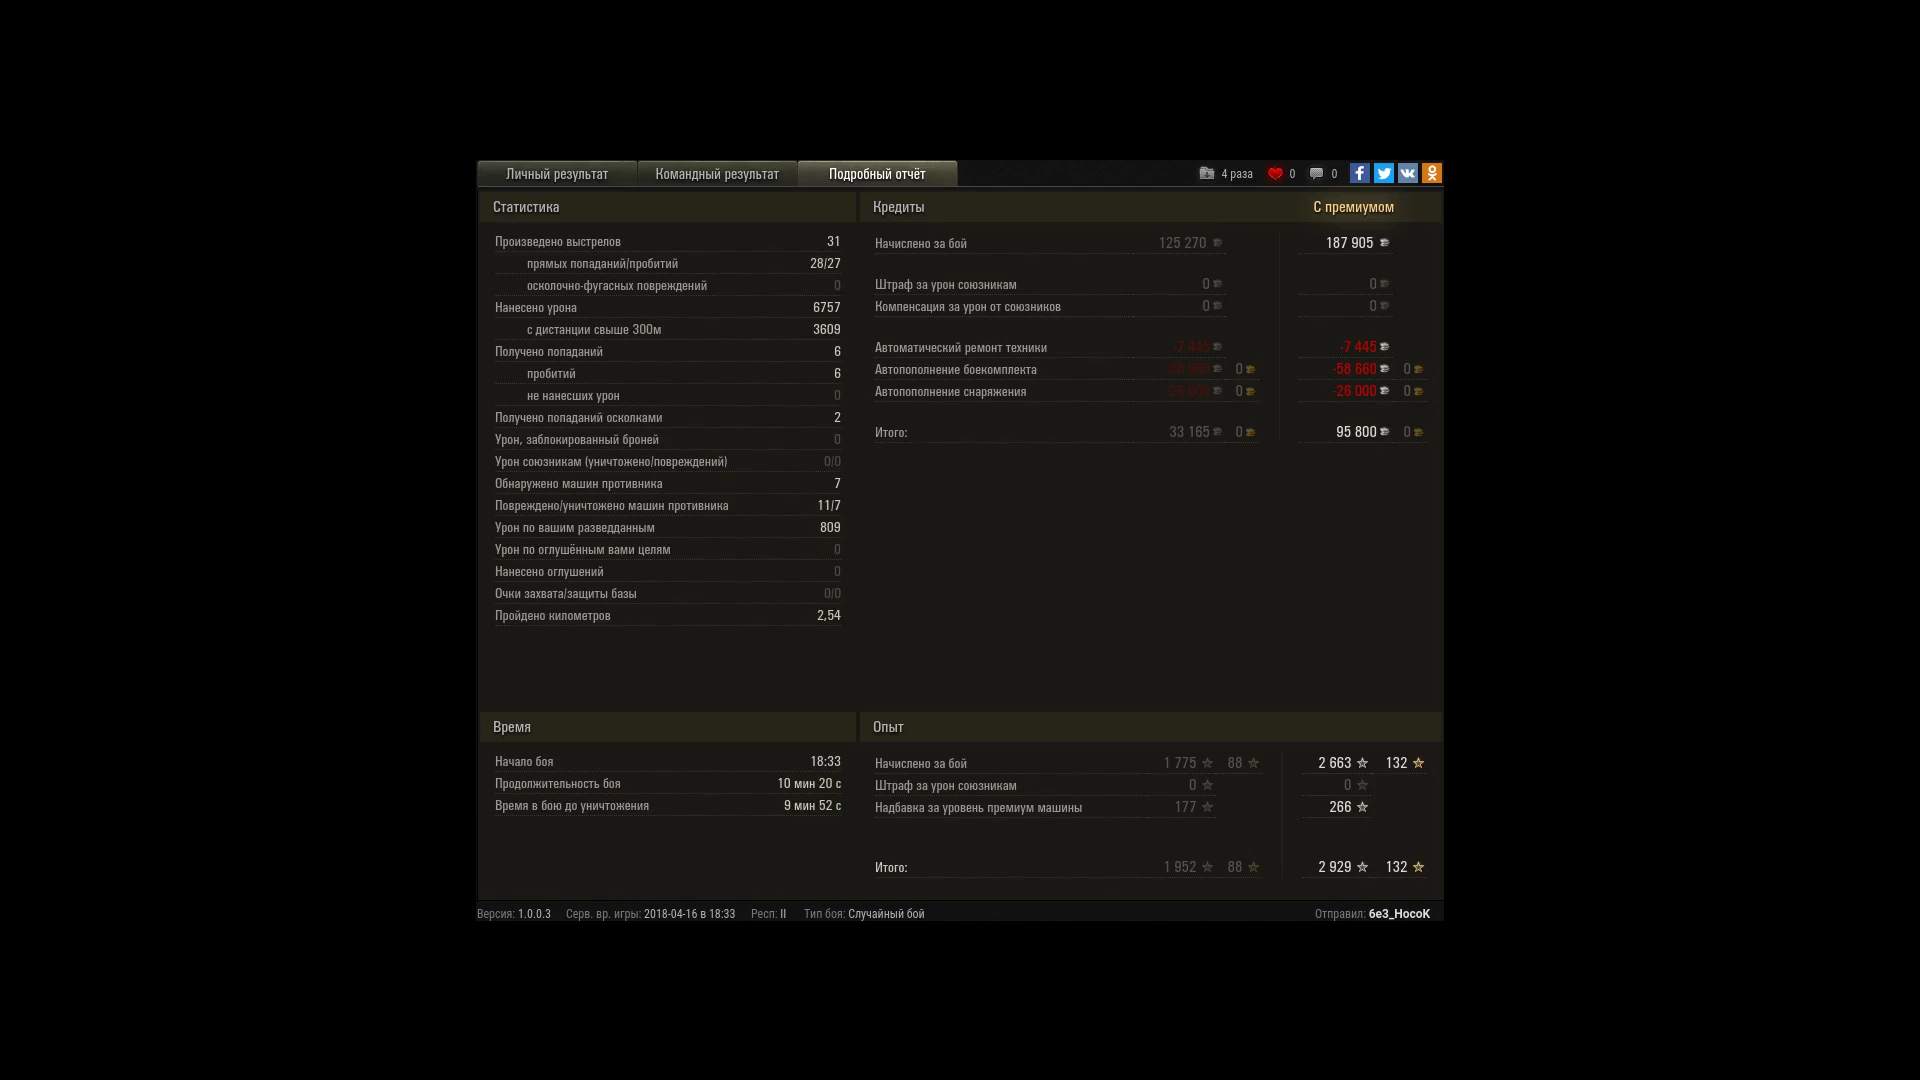 Личный результат Командный результат Подробный отчёт 4 раза 0 0
Статистика
Произведено выстрелов 31
прямых попаданий/пробитий 28/27
осколочно-фугасных повреждений 0
Нанесено урона 6757
с дистанции свыше 300м 3609
Получено попаданий 6
пробитий 6
не нанесших урон 0
Получено попаданий осколками 2
Урон, заблокированный броней 0
Урон союзникам (уничтожено/повреждений) 0/0
Обнаружено машин противника 7
Повреждено/уничтожено машин противника 11/7
Урон по вашим разведданным 809
Урон по оглушённым вами целям 0
Нанесено оглушений 0
Очки захвата/защиты базы 0/0
Пройдено километров 2,54
Кредиты С премиумом
Начислено за бой 125 270 187 905
Штраф за урон союзникам 0 0
Компенсация за урон от союзников 0 0
Автоматический ремонт техники -7 445 -7 445
Автопополнение боекомплекта 0 -58 660 0
Автопополнение снаряжения 0 -26 000 0
Итого: 33 165 0 95 800 0
Время
Начало боя 18:33
Продолжительность боя 10 мин 20 с
Время в бою до уничтожения 9 мин 52 с
Опыт
Начислено за бой 1 775 88 2 663 132
Штраф за урон союзникам 0 0
Надбавка за уровень премиум машины 177 266
Итого: 1 952 88 2 929 132
Версия: 1.0.0.3 Серв. вр. игры: 2018-04-16 в 18:33 Респ: II Тип боя: Случайный бой Отправил: 6e3_HocoK